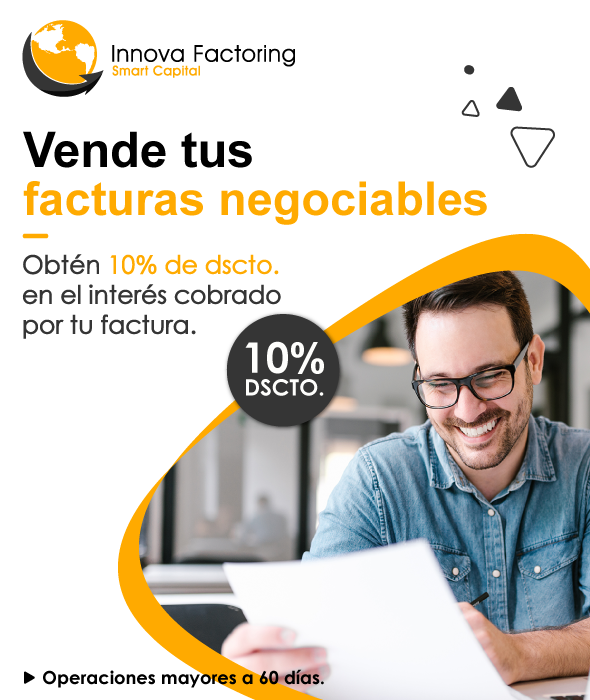 Innova Factoring
Smart Capital
Vende tus
facturas negociables
Obtén 10% de dscto.
en el interés cobrado
por tu factura.
10%
DSCTO.
Operaciones mayores a 60 días.